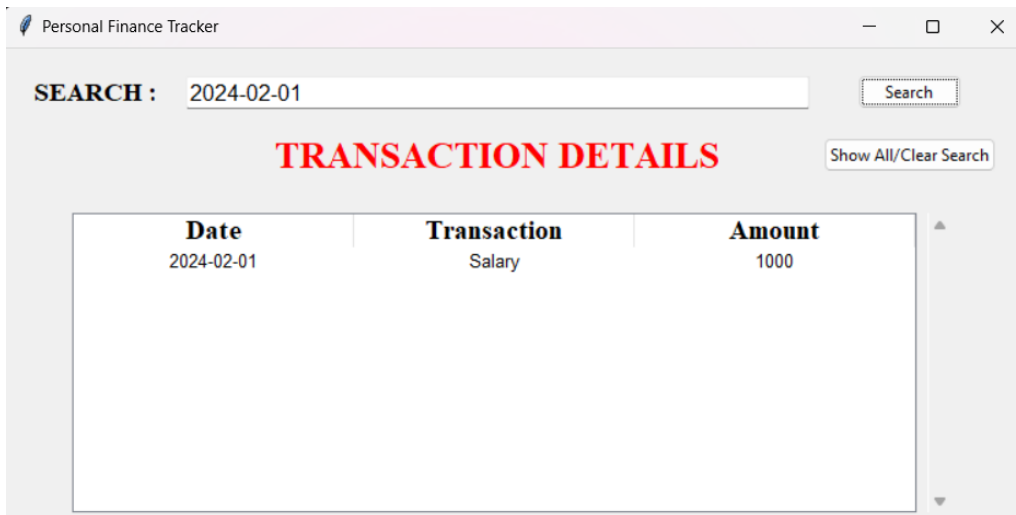 Personal Finance Tracker
SEARCH : 2024-02-01 Search
TRANSACTION DETAILS Show All/Clear Search
Date Transaction Amount
2024-02-01 Salary 1000